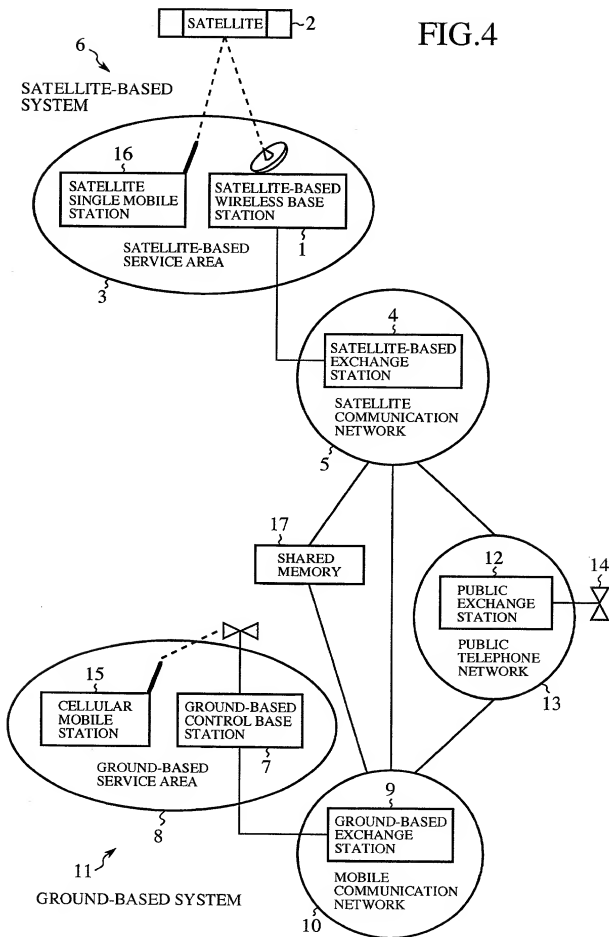 SATELLITE
2
FIG.4
6
SATELLITE-BASED
SYSTEM
16
SATELLITE
SINGLE MOBILE
STATION
SATELLITE-BASED
WIRELESS BASE
STATION
1
SATELLITE-BASED
SERVICE AREA
3
4
SATELLITE-BASED
EXCHANGE
STATION
SATELLITE
COMMUNICATION
NETWORK
5
17
SHARED
MEMORY
12
PUBLIC
EXCHANGE
STATION
14
PUBLIC
TELEPHONE
NETWORK
13
15
CELLULAR
MOBILE
STATION
GROUND-BASED
CONTROL BASE
STATION
7
GROUND-BASED
SERVICE AREA
8
9
GROUND-BASED
EXCHANGE
STATION
MOBILE
COMMUNICATION
NETWORK
10
11
GROUND-BASED SYSTEM